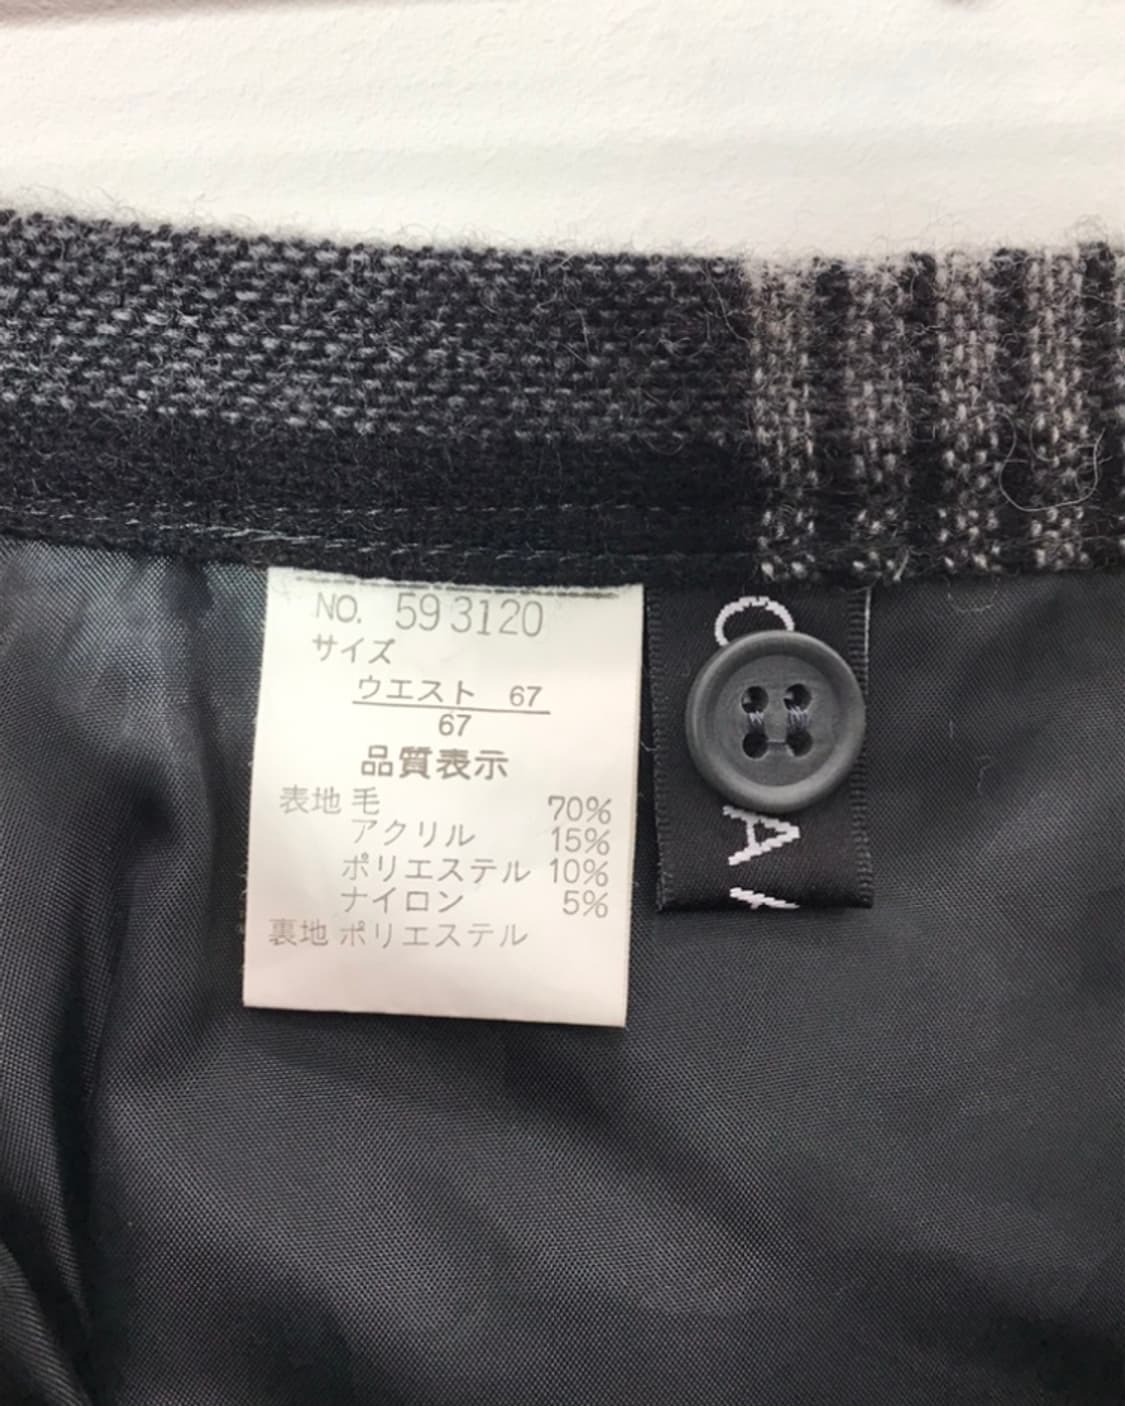 NO. 593120
サイズ
ウエスト 67
67
品質表示
表地 毛 70%
アクリル 15%
ポリエステル 10%
ナイロン 5%
裏地 ポリエステル